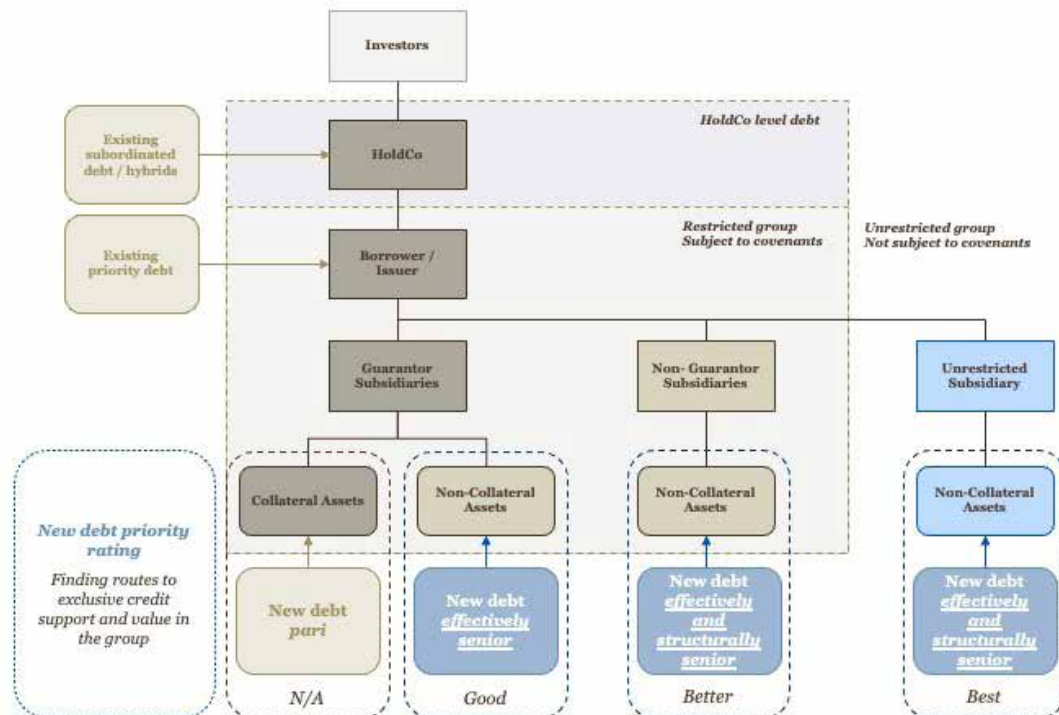 Investors
HoldCo level debt
Existing
subordinated
debt / hybrids
HoldCo
Restricted group
Subject to covenants
Unrestricted group
Not subject to covenants
Existing
priority debt
Borrower /
Issuer
Guarantor
Subsidiaries
Non- Guarantor
Subsidiaries
Unrestricted
Subsidiary
Collateral Assets
Non-Collateral
Assets
Non-Collateral
Assets
Non-Collateral
Assets
New debt priority
rating
Finding routes to
exclusive credit
support and value in
the group
New debt
pari
New debt
effectively
senior
New debt
effectively
and
structurally
senior
New debt
effectively
and
structurally
senior
N/A
Good
Better
Best